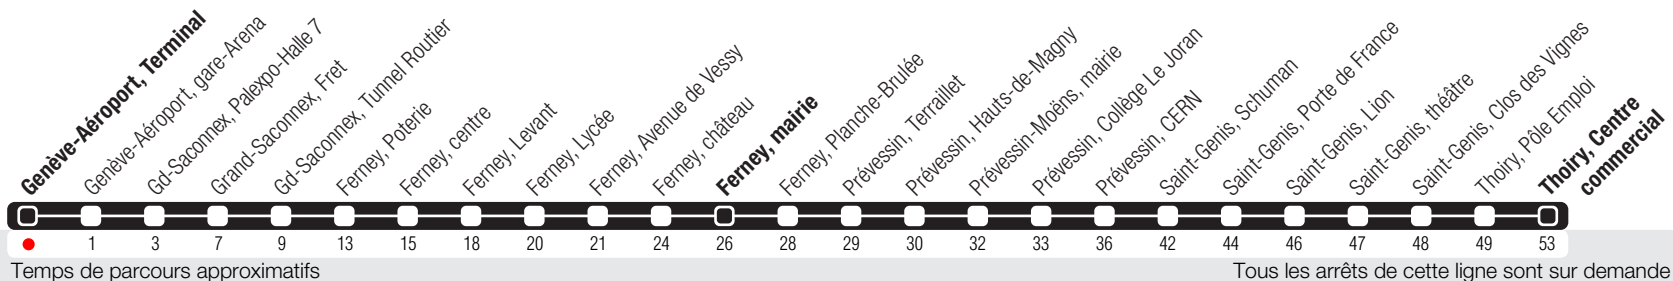 Genève-Aéroport, Terminal
Genève-Aéroport, gare-Arena
Gd-Saconnex, Palexpo-Halle 7
Grand-Saconnex, Fret
Gd-Saconnex, Tunnel Routier
Ferney, Poterie
Ferney, centre
Ferney, Levant
Ferney, Lycée
Ferney, Avenue de Vessy
Ferney, château
Ferney, mairie
Ferney, Planche-Brulée
Prévessin, Terraillet
Prévessin, Hauts-de-Magny
Prévessin-Moëns, mairie
Prévessin, Collège Le Joran
Prévessin, CERN
Saint-Genis, Schuman
Saint-Genis, Porte de France
Saint-Genis, Lion
Saint-Genis, théâtre
Saint-Genis, Clos des Vignes
Thoiry, Pôle Emploi
Thoiry, Centre
commercial
1 3 7 9 13 15 18 20 21 24 26 28 29 30 32 33 36 42 44 46 47 48 49 53
Temps de parcours approximatifs
Tous les arrêts de cette ligne sont sur demande